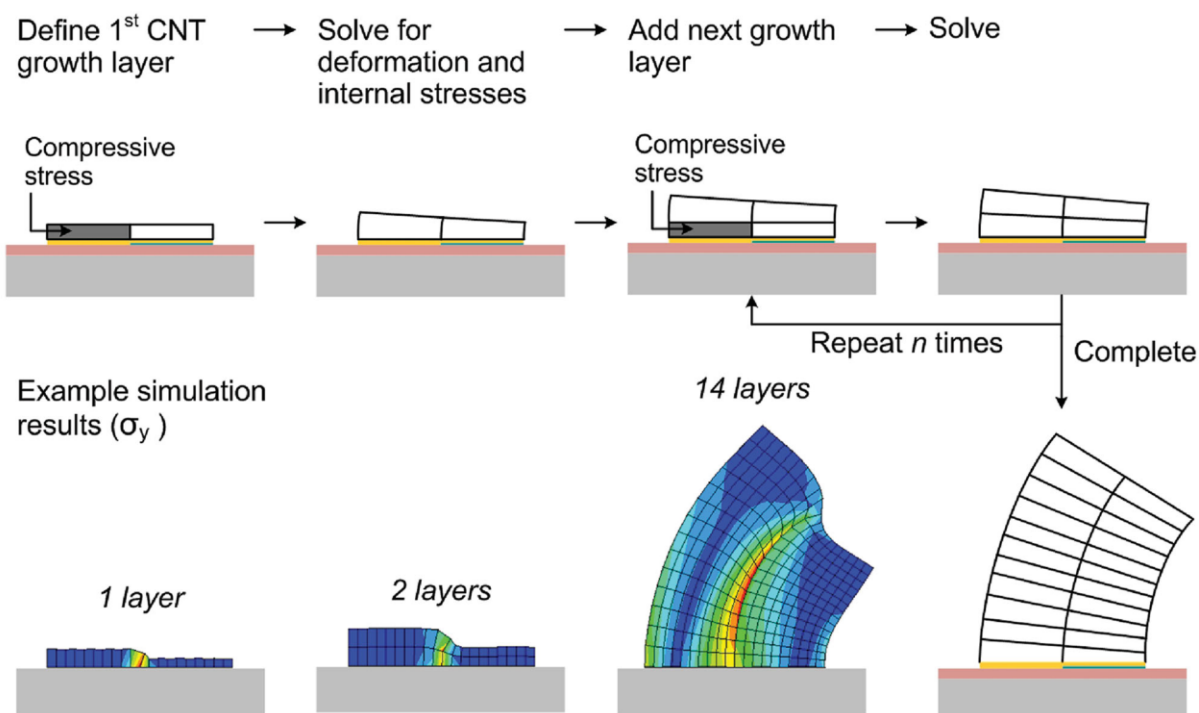 Define 1st CNT
growth layer
→ Solve for
deformation and
internal stresses
→ Add next growth
layer
→ Solve
Compressive
stress
Compressive
stress
Repeat n times
Complete
Example simulation
results (σy )
1 layer
2 layers
14 layers